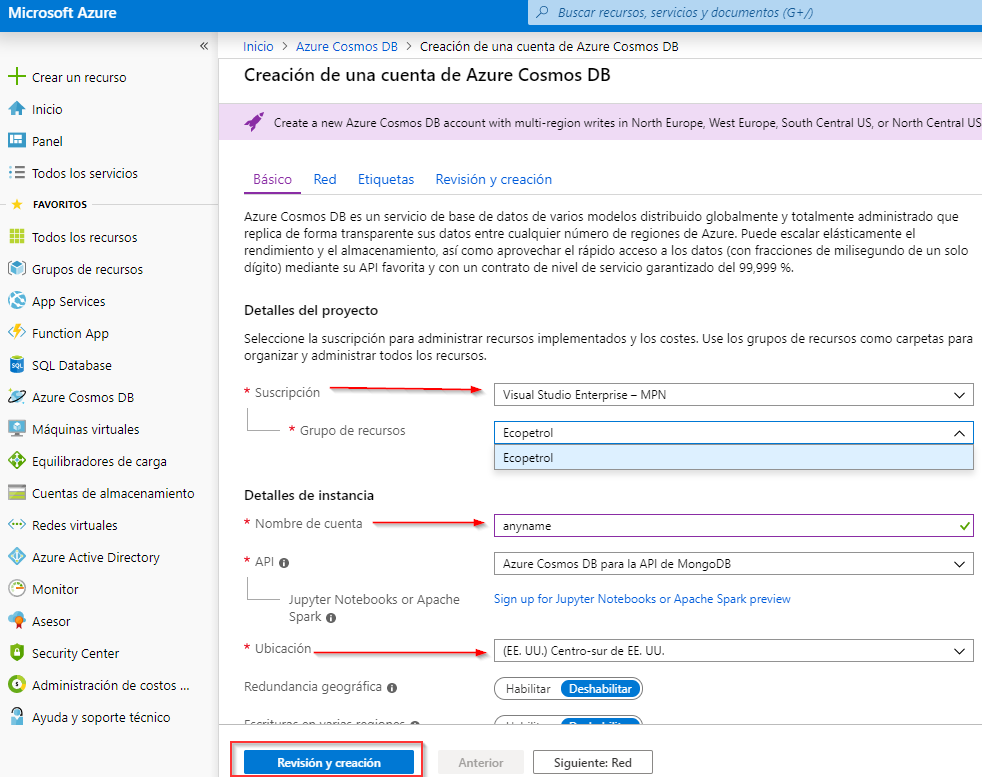 Microsoft Azure
Buscar recursos, servicios y documentos (G+/)
«
Crear un recurso
Inicio
Panel
Todos los servicios
FAVORITOS
Todos los recursos
Grupos de recursos
App Services
Function App
SQL Database
Azure Cosmos DB
Máquinas virtuales
Equilibradores de carga
Cuentas de almacenamiento
Redes virtuales
Azure Active Directory
Monitor
Asesor
Security Center
Administración de costos ...
Ayuda y soporte técnico
Inicio > Azure Cosmos DB > Creación de una cuenta de Azure Cosmos DB
Creación de una cuenta de Azure Cosmos DB
Create a new Azure Cosmos DB account with multi-region writes in North Europe, West Europe, South Central US, or North Central US
Básico Red Etiquetas Revisión y creación
Azure Cosmos DB es un servicio de base de datos de varios modelos distribuido globalmente y totalmente administrado que
replica de forma transparente sus datos entre cualquier número de regiones de Azure. Puede escalar elásticamente el
rendimiento y el almacenamiento, así como aprovechar el rápido acceso a los datos (con fracciones de milisegundo de un solo
dígito) mediante su API favorita y con un contrato de nivel de servicio garantizado del 99,999 %.
Detalles del proyecto
Seleccione la suscripción para administrar recursos implementados y los costes. Use los grupos de recursos como carpetas para
organizar y administrar todos los recursos.
* Suscripción Visual Studio Enterprise – MPN
* Grupo de recursos Ecopetrol
Ecopetrol
Detalles de instancia
* Nombre de cuenta anyname
* API Azure Cosmos DB para la API de MongoDB
Jupyter Notebooks or Apache
Spark
Sign up for Jupyter Notebooks or Apache Spark preview
* Ubicación (EE. UU.) Centro-sur de EE. UU.
Redundancia geográfica Habilitar Deshabilitar
Escrituras en varias regiones Habilitar Deshabilitar
Revisión y creación Anterior Siguiente: Red